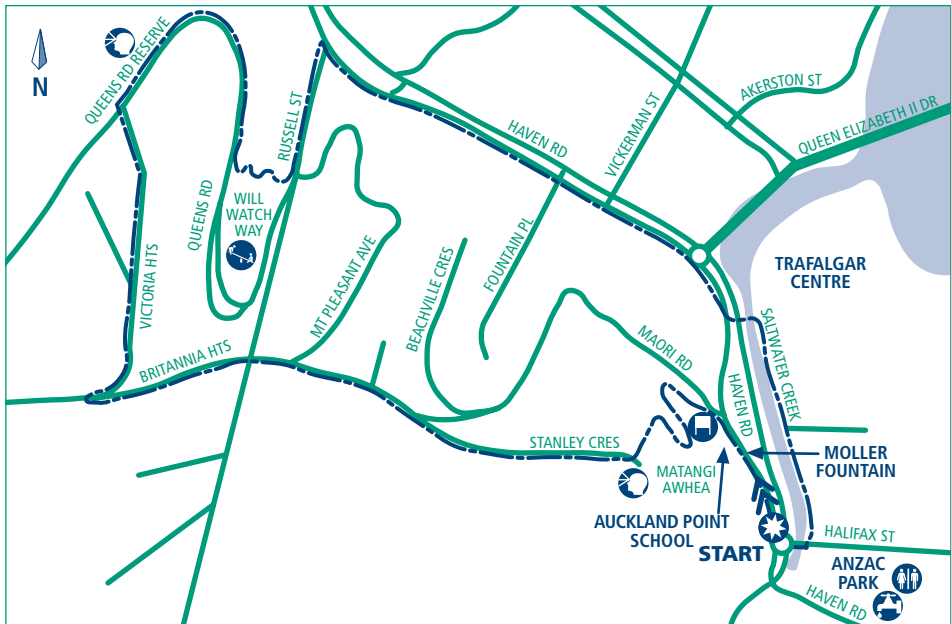 N
QUEENS RD RESERVE
RUSSELL ST
AKERSTON ST
QUEEN ELIZABETH II DR
HAVEN RD
VICKERMAN ST
QUEENS RD
WILL
WATCH
WAY
VICTORIA HTS
MT PLEASANT AVE
BEACHVILLE CRES
FOUNTAIN PL
TRAFALGAR
CENTRE
BRITANNIA HTS
MAORI RD
HAVEN RD
SALTWATER CREEK
STANLEY CRES
MATANGI
AWHEA
MOLLER
FOUNTAIN
AUCKLAND POINT
SCHOOL
START
HALIFAX ST
ANZAC
PARK
HAVEN RD